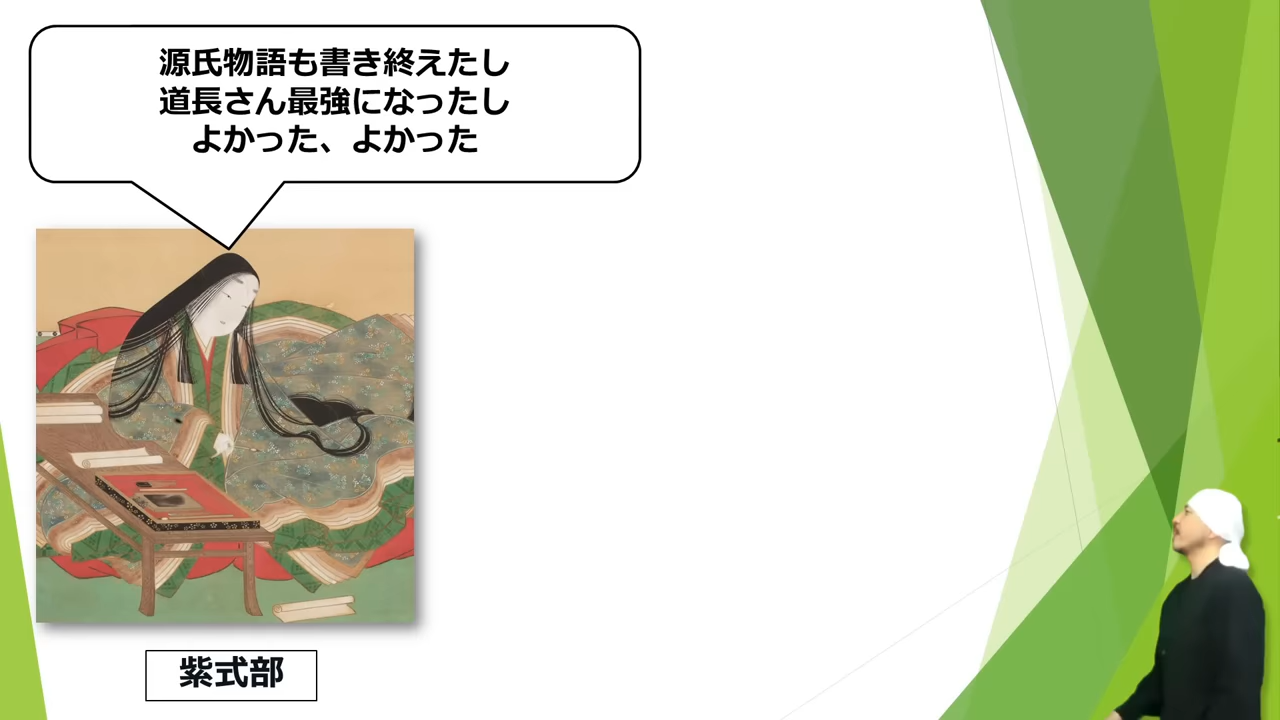 源氏物語も書き終えたし
道長さん最強になったし
よかった、よかった
紫式部